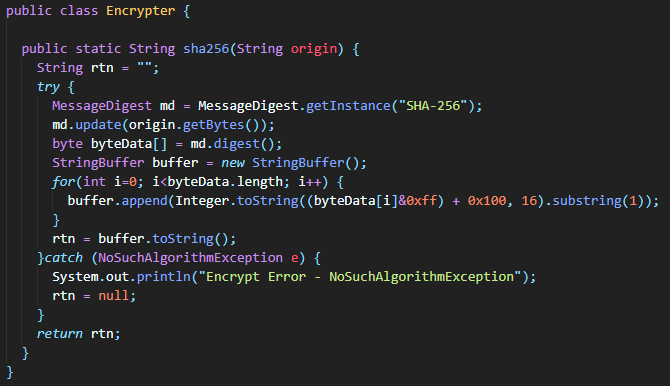 public class Encrypter {
public static String sha256(String origin) {
String rtn = "";
try {
MessageDigest md = MessageDigest.getInstance("SHA-256");
md.update(origin.getBytes());
byte byteData[] = md.digest();
StringBuffer buffer = new StringBuffer();
for(int i=0; i<byteData.length; i++) {
buffer.append(Integer.toString((byteData[i]&0xff) + 0x100, 16).substring(1));
}
rtn = buffer.toString();
}catch (NoSuchAlgorithmException e) {
System.out.println("Encrypt Error - NoSuchAlgorithmException");
rtn = null;
}
return rtn;
}
}